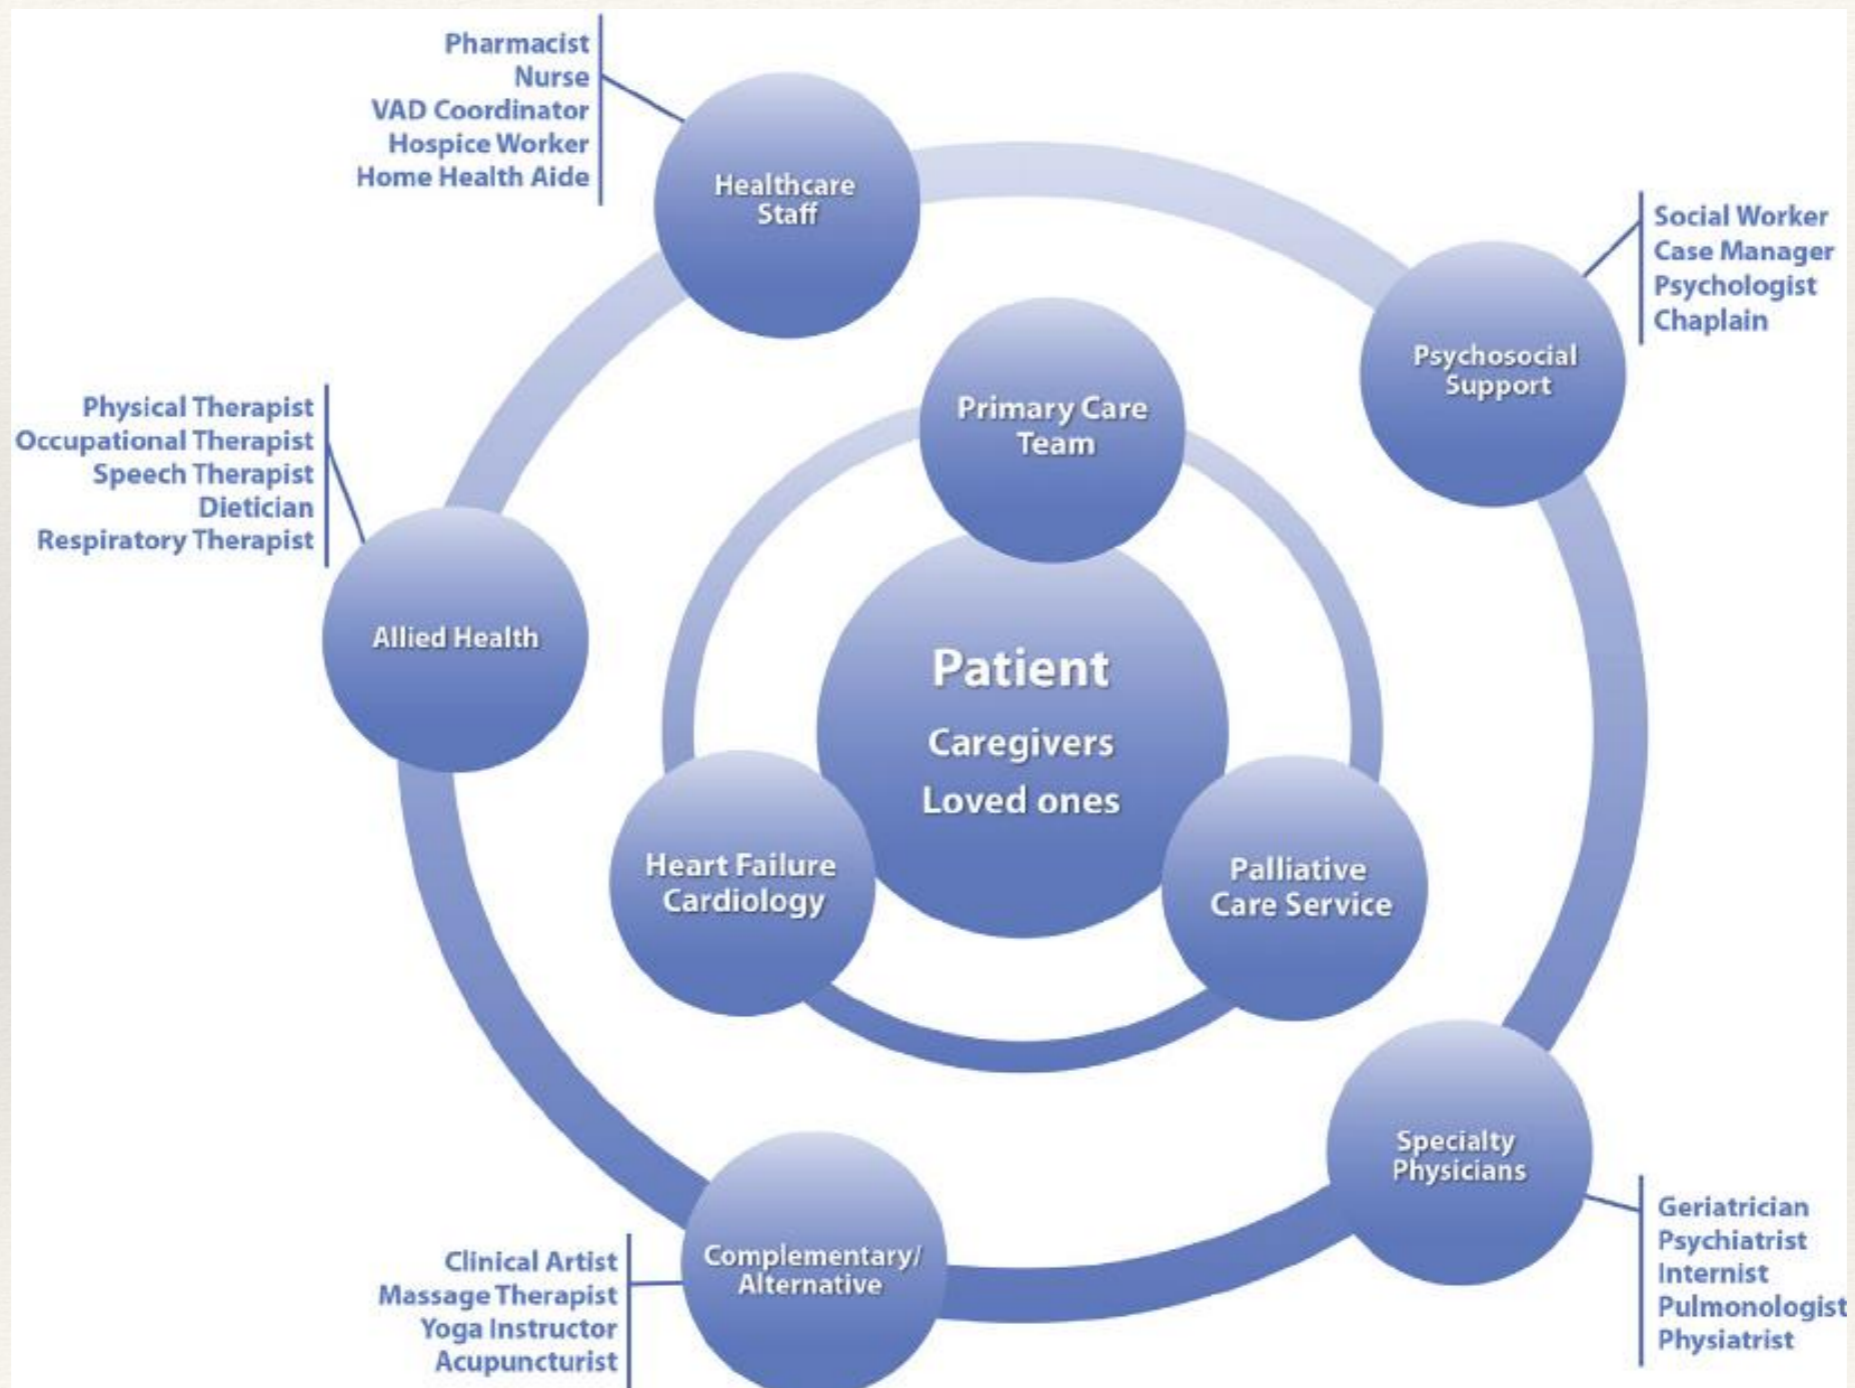 Pharmacist
Nurse
VAD Coordinator
Hospice Worker
Home Health Aide
Healthcare
Staff
Social Worker
Case Manager
Psychologist
Chaplain
Psychosocial
Support
Primary Care
Team
Physical Therapist
Occupational Therapist
Speech Therapist
Dietician
Respiratory Therapist
Allied Health
Patient
Caregivers
Loved ones
Heart Failure
Cardiology
Palliative
Care Service
Specialty
Physicians
Geriatrician
Psychiatrist
Internist
Pulmonologist
Physiatrist
Complementary/
Alternative
Clinical Artist
Massage Therapist
Yoga Instructor
Acupuncturist